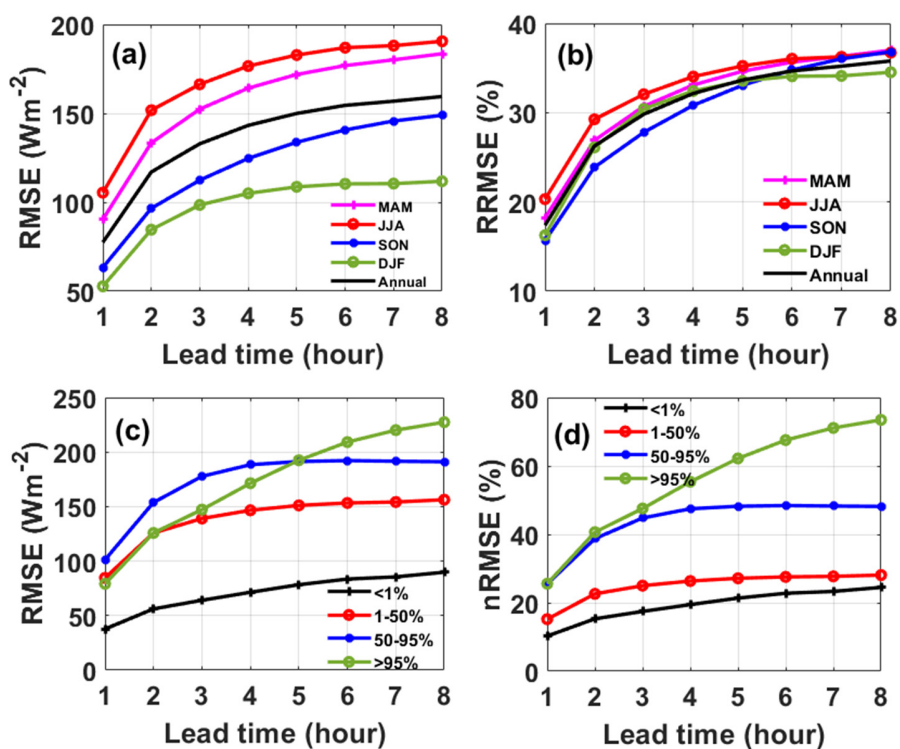 (a)
RMSE (Wm⁻²)
200
150
100
50
MAM
JJA
SON
DJF
Annual
1 2 3 4 5 6 7 8
Lead time (hour)
(b)
RRMSE (%)
40
30
20
10
MAM
JJA
SON
DJF
Annual
1 2 3 4 5 6 7 8
Lead time (hour)
(c)
RMSE (Wm⁻²)
250
200
150
100
50
0
<1%
1-50%
50-95%
>95%
1 2 3 4 5 6 7 8
Lead time (hour)
(d)
nRMSE (%)
80
60
40
20
0
<1%
1-50%
50-95%
>95%
1 2 3 4 5 6 7 8
Lead time (hour)